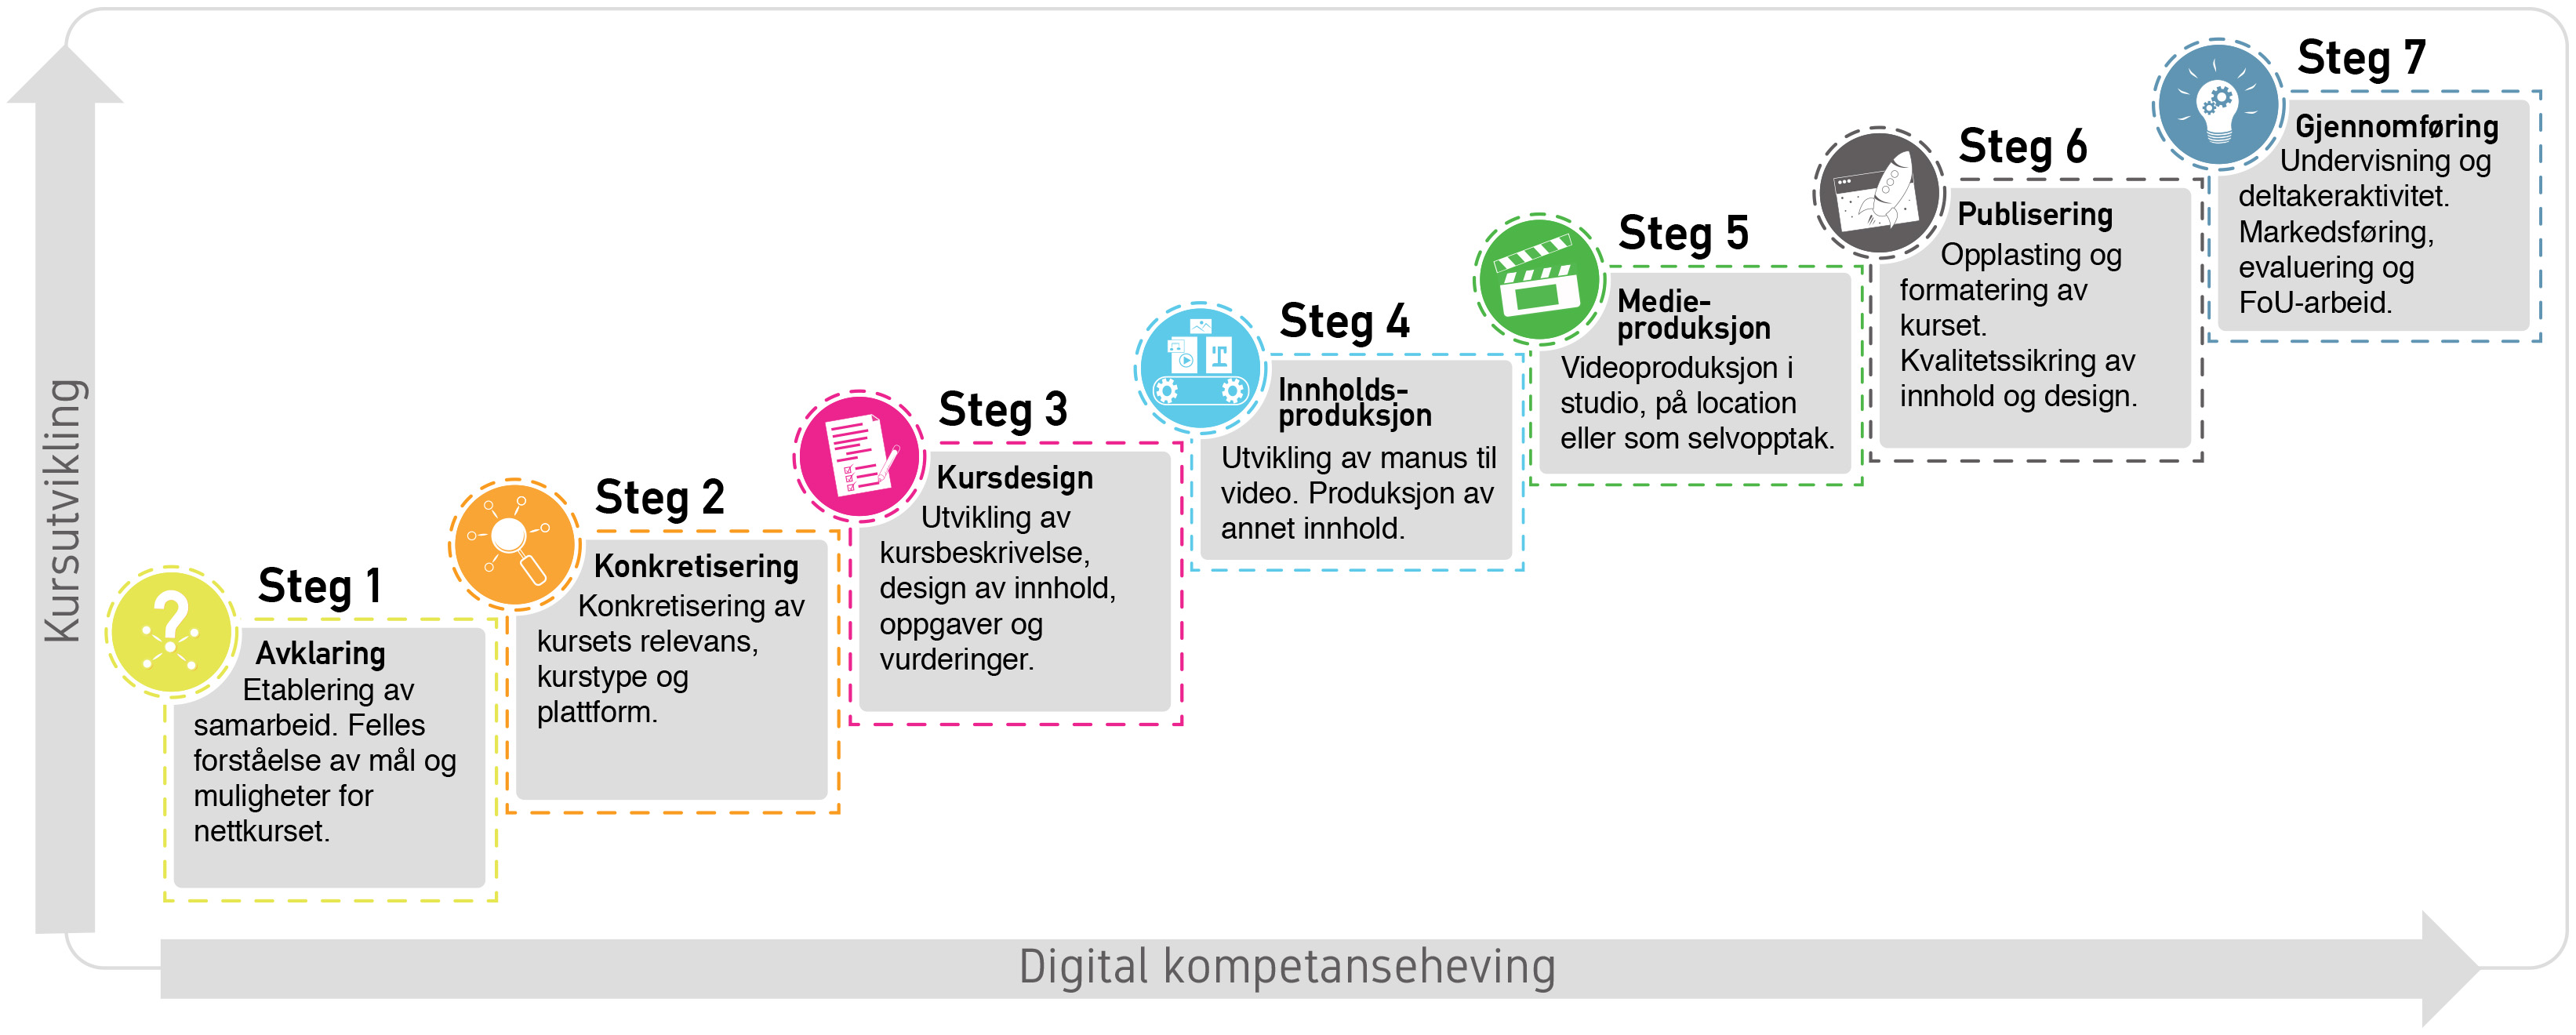 Kursutvikling
Steg 1
Avklaring
Etablering av
samarbeid. Felles
forståelse av mål og
muligheter for
nettkurset.
Steg 2
Konkretisering
Konkretisering av
kursets relevans,
kurstype og
plattform.
Steg 3
Kursdesign
Utvikling av
kursbeskrivelse,
design av innhold,
oppgaver og
vurderinger.
Steg 4
Innholds-
produksjon
Utvikling av manus til
video. Produksjon av
annet innhold.
Steg 5
Medie-
produksjon
Videoproduksjon i
studio, på location
eller som selvopptak.
Steg 6
Publisering
Opplasting og
formatering av
kurset.
Kvalitetssikring av
innhold og design.
Steg 7
Gjennomføring
Undervisning og
deltakeraktivitet.
Markedsføring,
evaluering og
FoU-arbeid.
Digital kompetanseheving